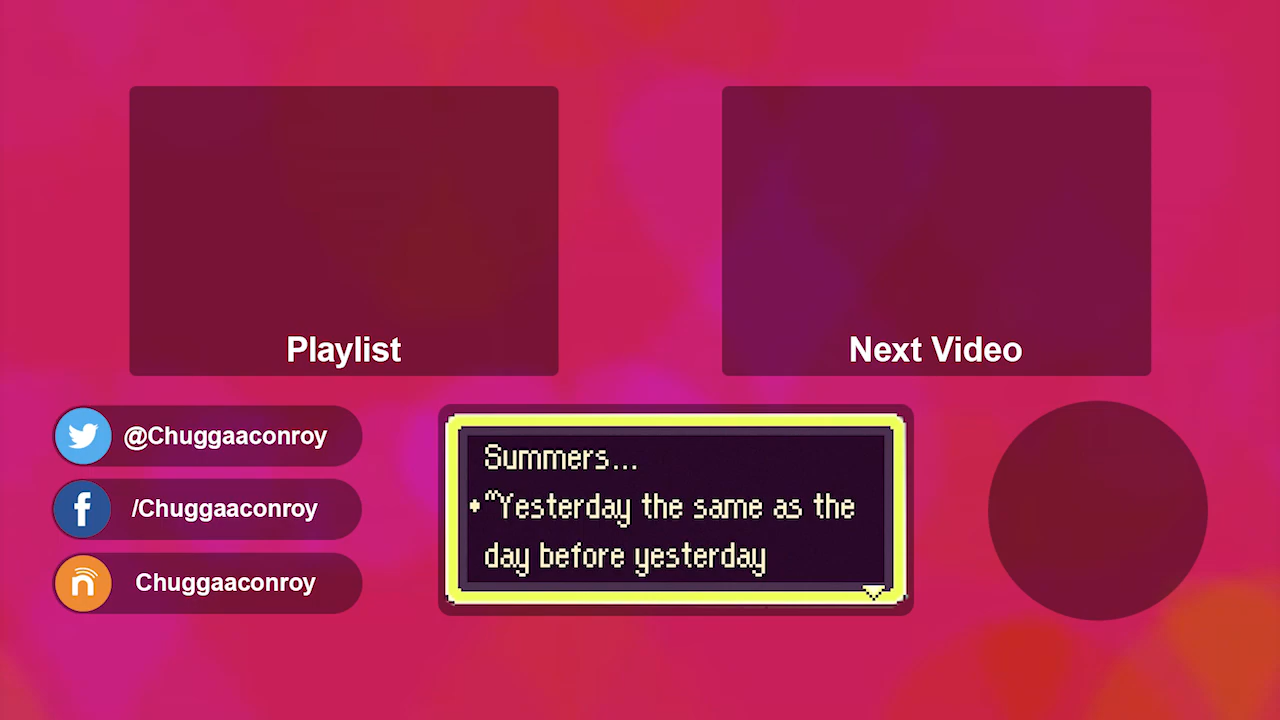 Playlist
Next Video
@Chuggaaconroy
/Chuggaaconroy
Chuggaaconroy
Summers...
•"Yesterday the same as the
day before yesterday